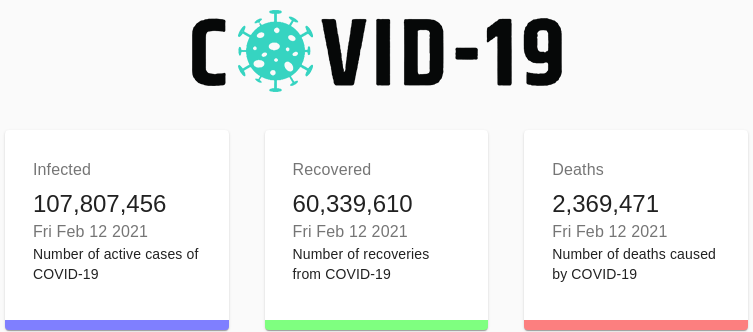 COVID-19
Infected
107,807,456
Fri Feb 12 2021
Number of active cases of
COVID-19
Recovered
60,339,610
Fri Feb 12 2021
Number of recoveries
from COVID-19
Deaths
2,369,471
Fri Feb 12 2021
Number of deaths caused
by COVID-19